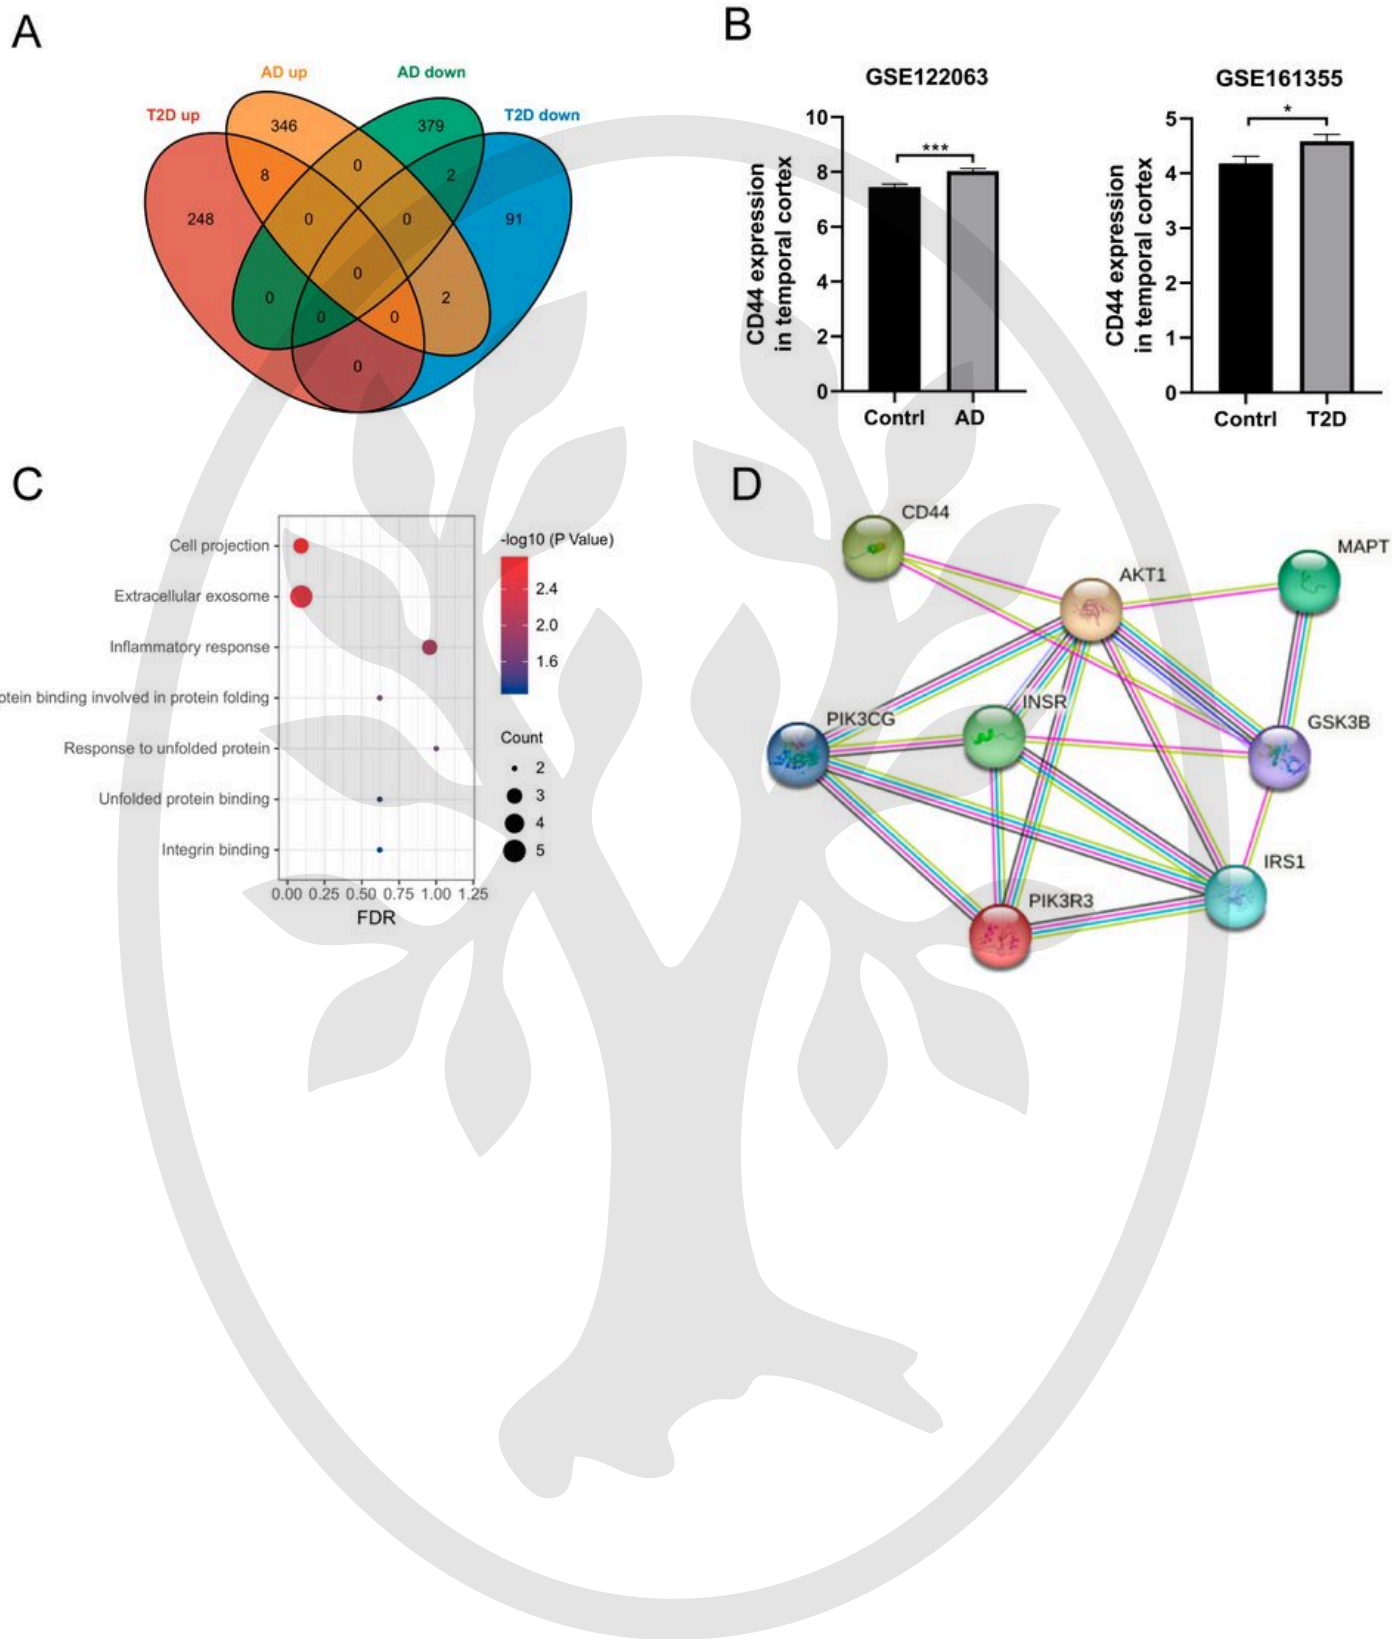 A
AD up
AD down
T2D up
T2D down
346
379
8
0
2
248
0
0
91
0
0
2
0
0
0
B
GSE122063
CD44 expression
in temporal cortex
10
8
6
4
2
0
***
Contrl
AD
GSE161355
CD44 expression
in temporal cortex
5
4
3
2
1
0
*
Contrl
T2D
C
Cell projection
Extracellular exosome
Inflammatory response
otein binding involved in protein folding
Response to unfolded protein
Unfolded protein binding
Integrin binding
0.00 0.25 0.50 0.75 1.00 1.25
FDR
-log10 (P Value)
2.4
2.0
1.6
Count
2
3
4
5
D
CD44
MAPT
AKT1
INSR
PIK3CG
GSK3B
IRS1
PIK3R3